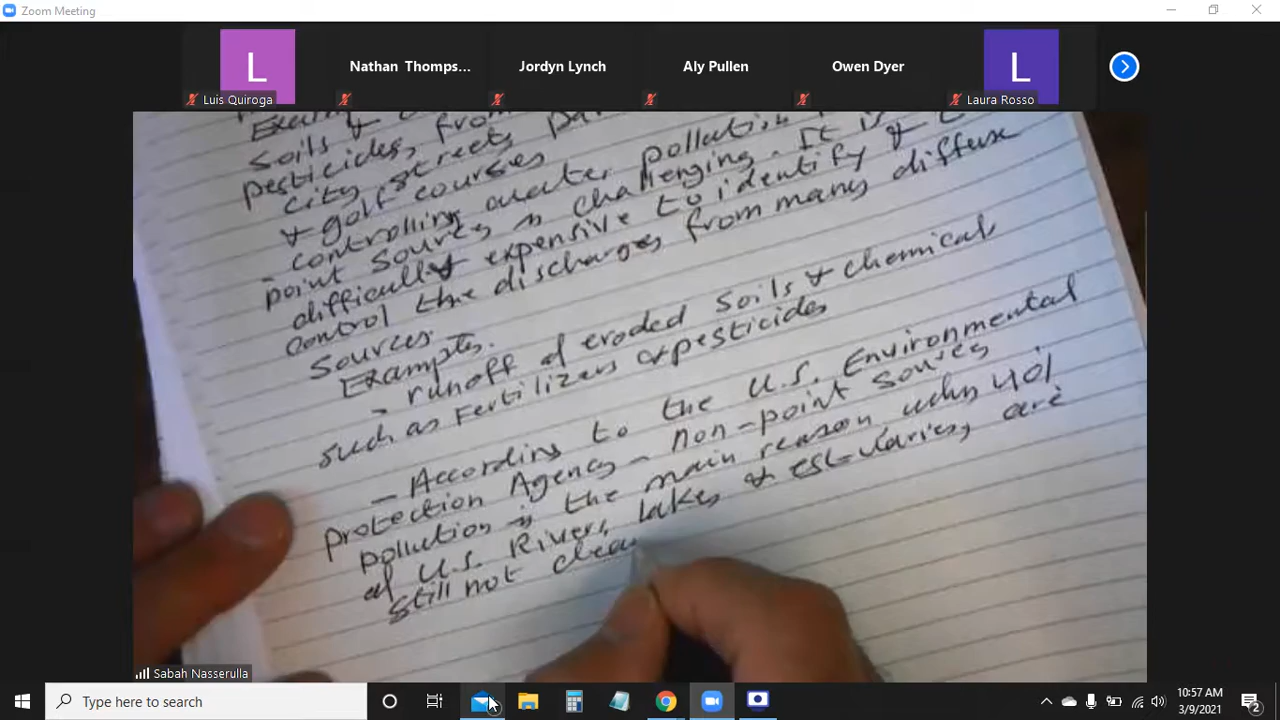 Zoom Meeting
L
Nathan Thomps...
Jordyn Lynch
Aly Pullen
Owen Dyer
L
Luis Quiroga
Laura Rosso
Soils &
pesticides, from
city streets
& golf courses
- controlling water pollution
point sources is challenging. It is
difficult & expensive to identify &
control the discharges from many diffuse
Sources.
Examples.
- runoff of eroded soils & chemical
such as Fertilizers & pesticides
- According to the U.S. Environmental
protection Agency - non-point sources
pollution is the main reason why 40%
of U.S. Rivers, lakes & estuaries, are
still not clea
Sabah Nasserulla
Type here to search
10:57 AM
3/9/2021
2